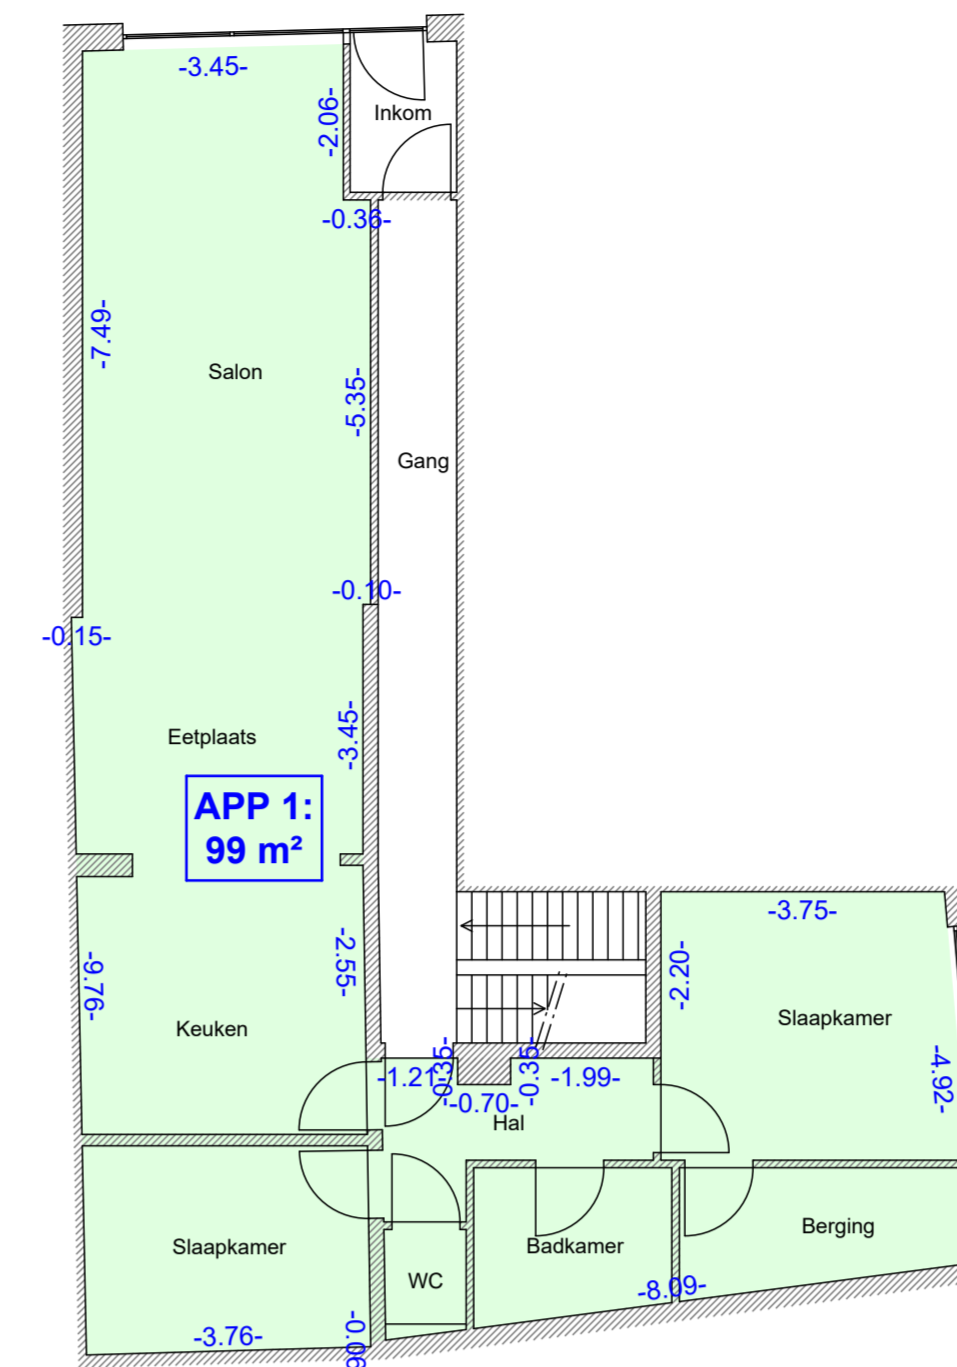 -3.45-
-2.06-
Inkom
-0.36-
-7.49-
Salon
-5.35-
Gang
-0.10-
-0.15-
Eetplaats
-3.45-
APP 1:
99 m²
-3.75-
-9.76-
-2.55-
-2.20-
Keuken
Slaapkamer
-1.21-
-0.35-
-0.70-
-0.35-
-1.99-
-4.92-
Hal
Slaapkamer
WC
Badkamer
Berging
-8.09-
-3.76-
-0.06